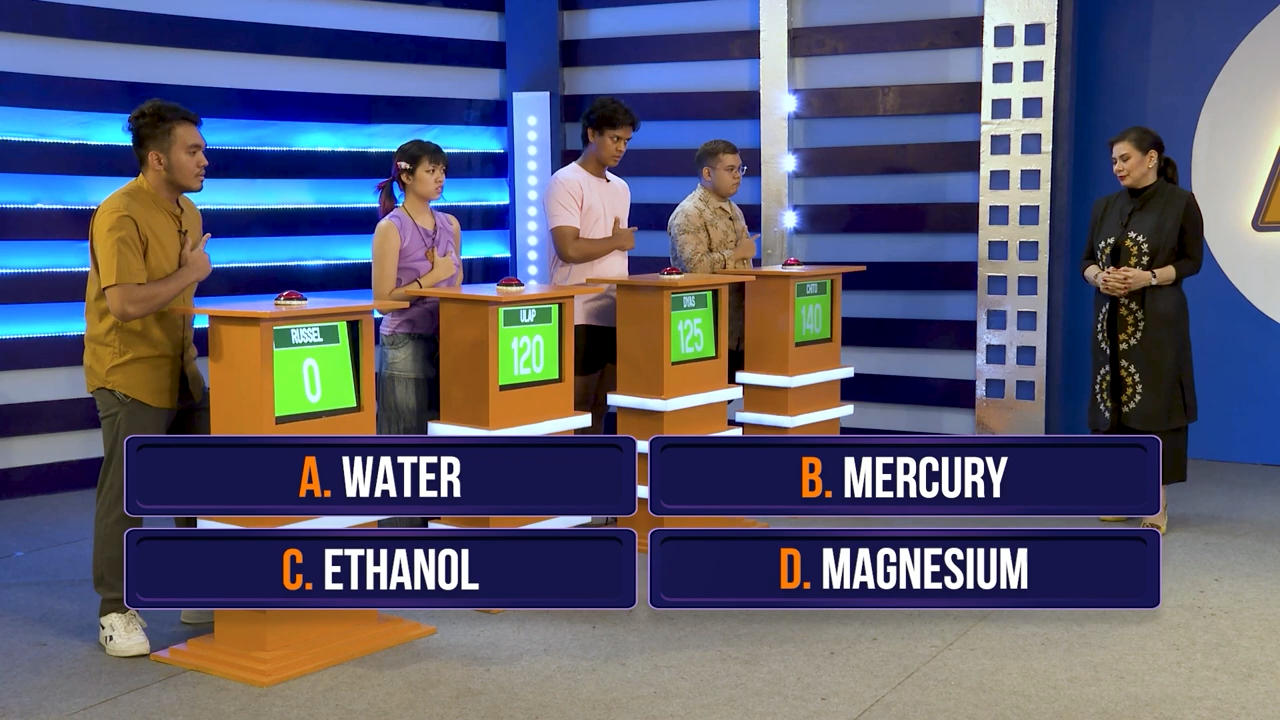 RUSSEL
0
ULAP
120
DYAS
125
CHITO
140
A. WATER
B. MERCURY
C. ETHANOL
D. MAGNESIUM